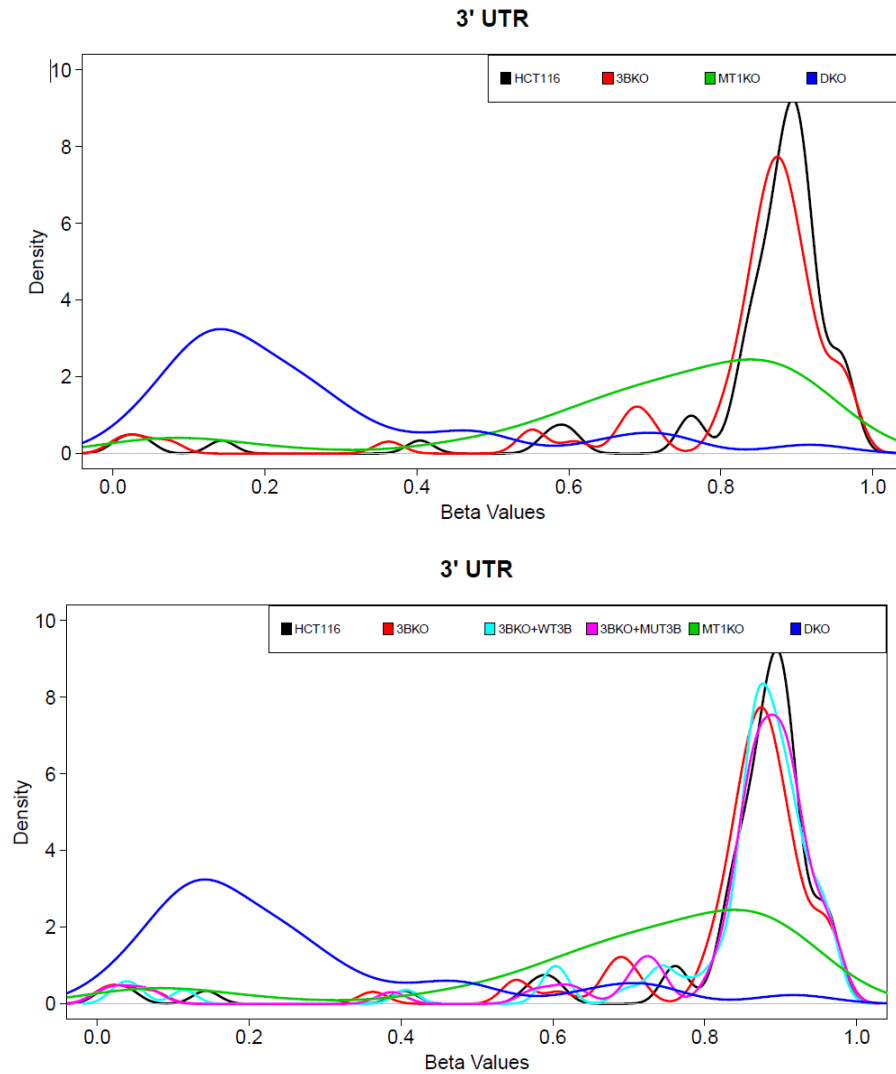 3' UTR
HCT116 3BKO MT1KO DKO
10
8
6
4
2
0
Density
0.0 0.2 0.4 0.6 0.8 1.0
Beta Values
3' UTR
HCT116 3BKO 3BKO+WT3B 3BKO+MUT3B MT1KO DKO
10
8
6
4
2
0
Density
0.0 0.2 0.4 0.6 0.8 1.0
Beta Values